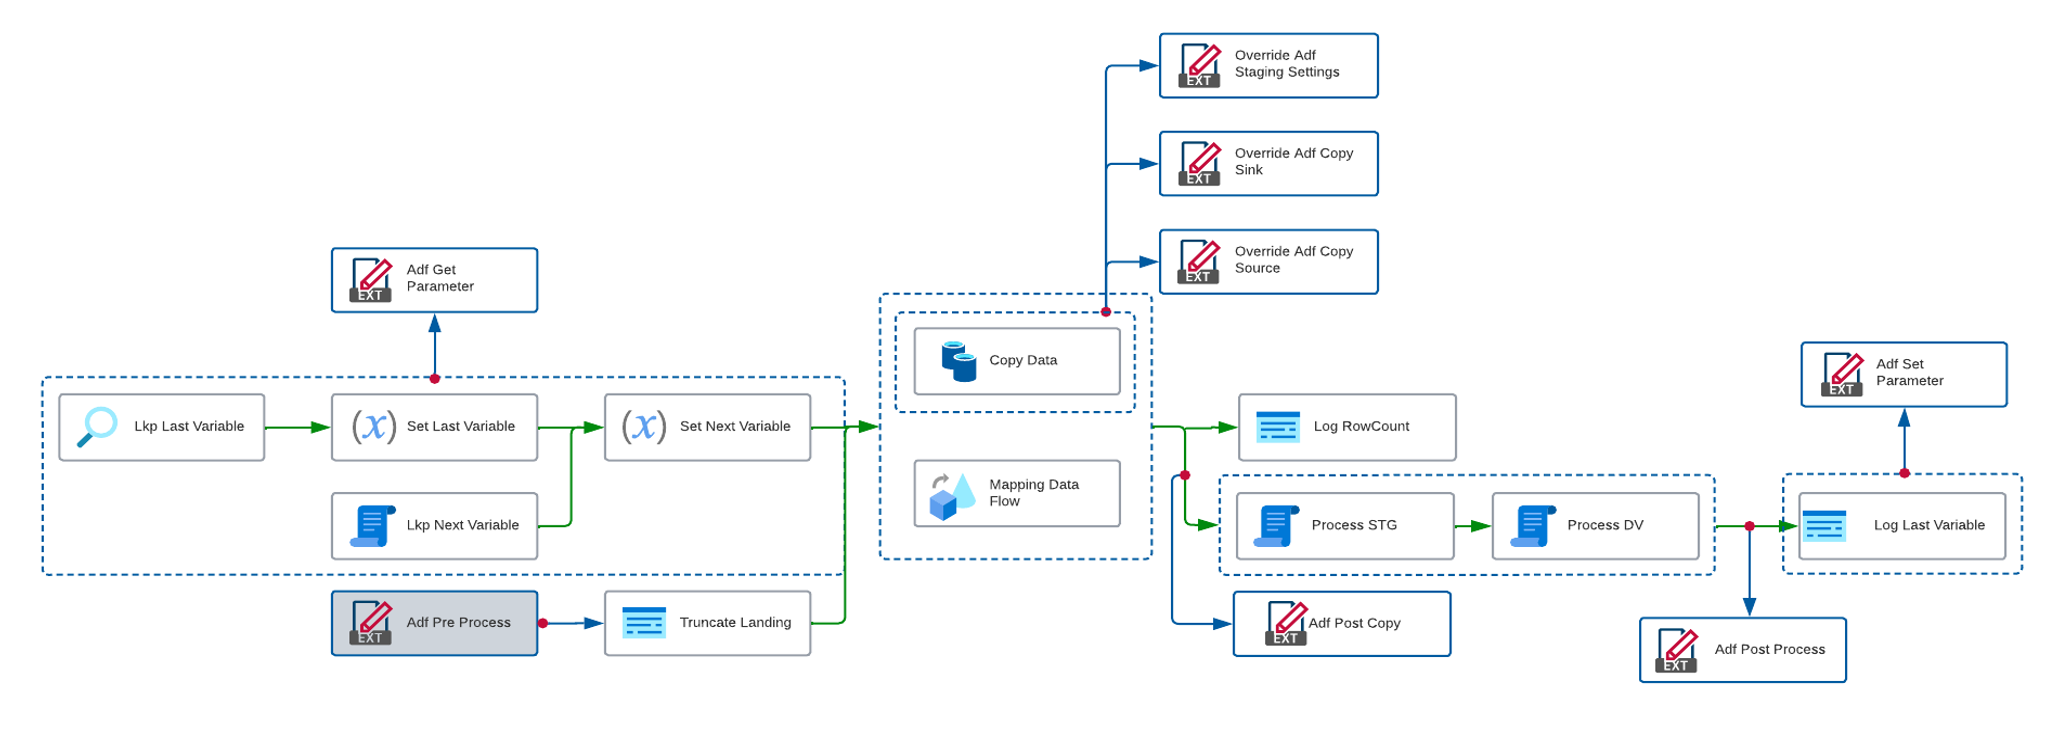 EXT
Override Adf
Staging Settings
EXT
Override Adf Copy
Sink
EXT
Override Adf Copy
Source
EXT
Adf Get
Parameter
Copy Data
EXT
Adf Set
Parameter
Lkp Last Variable
(x)
Set Last Variable
(x)
Set Next Variable
Log RowCount
Mapping Data
Flow
Lkp Next Variable
Process STG
Process DV
Log Last Variable
EXT
Adf Pre Process
Truncate Landing
EXT
Adf Post Copy
EXT
Adf Post Process